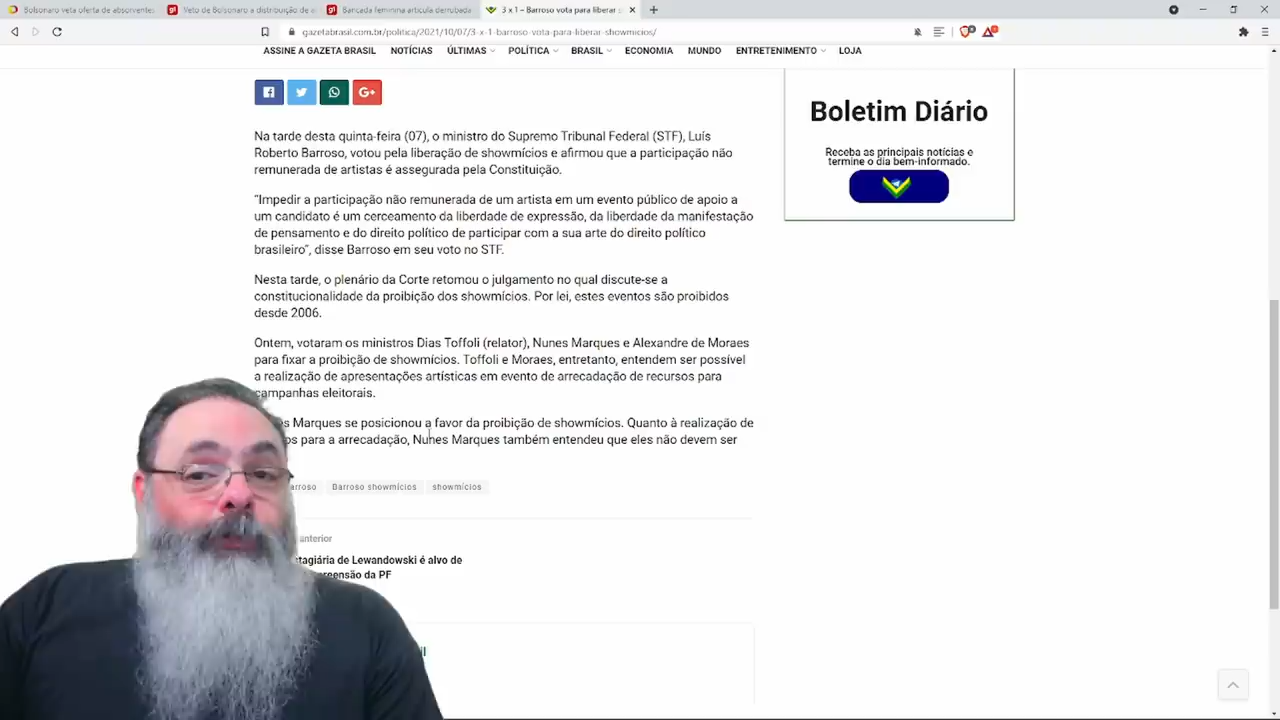 Bolsonaro veta oferta de absorventes
Veto de Bolsonaro a distribuição de a
Bancada feminina articula derrubada
3 x 1 – Barroso vota para liberar s
gazetabrasil.com.br/politica/2021/10/07/3-x-1-barroso-vota-para-liberar-showmicios/
ASSINE A GAZETA BRASIL NOTÍCIAS ÚLTIMAS POLÍTICA BRASIL ECONOMIA MUNDO ENTRETENIMENTO LOJA
Na tarde desta quinta-feira (07), o ministro do Supremo Tribunal Federal (STF), Luís
Roberto Barroso, votou pela liberação de showmícios e afirmou que a participação não
remunerada de artistas é assegurada pela Constituição.
“Impedir a participação não remunerada de um artista em um evento público de apoio a
um candidato é um cerceamento da liberdade de expressão, da liberdade da manifestação
de pensamento e do direito político de participar com a sua arte do direito político
brasileiro”, disse Barroso em seu voto no STF.
Nesta tarde, o plenário da Corte retomou o julgamento no qual discute-se a
constitucionalidade da proibição dos showmícios. Por lei, estes eventos são proibidos
desde 2006.
Ontem, votaram os ministros Dias Toffoli (relator), Nunes Marques e Alexandre de Moraes
para fixar a proibição de showmícios. Toffoli e Moraes, entretanto, entendem ser possível
a realização de apresentações artísticas em evento de arrecadação de recursos para
campanhas eleitorais.
s Marques se posicionou a favor da proibição de showmícios. Quanto à realização de
os para a arrecadação, Nunes Marques também entendeu que eles não devem ser
arroso Barroso showmícios showmícios
anterior
stagiária de Lewandowski é alvo de
reensão da PF
il
Boletim Diário
Receba as principais notícias e
termine o dia bem-informado.